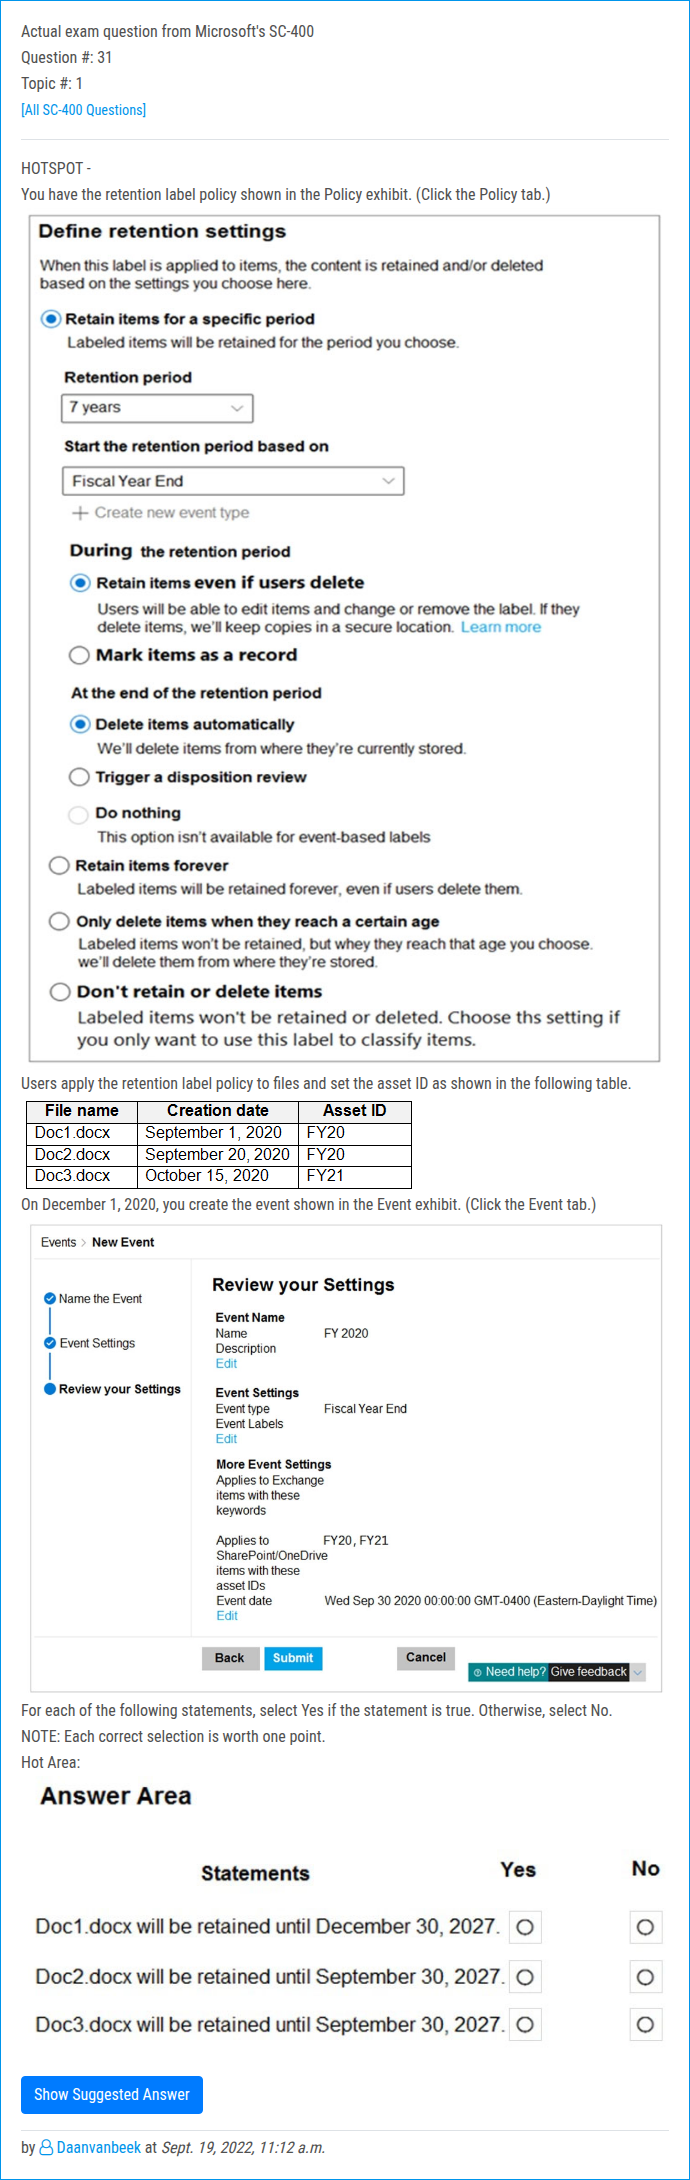 Actual exam question from Microsoft's SC-400
Question #: 31
Topic #: 1
[All SC-400 Questions]
HOTSPOT -
You have the retention label policy shown in the Policy exhibit. (Click the Policy tab.)
Define retention settings
When this label is applied to items, the content is retained and/or deleted
based on the settings you choose here.
Retain items for a specific period
Labeled items will be retained for the period you choose.
Retention period
7 years
Start the retention period based on
Fiscal Year End
+ Create new event type
During the retention period
Retain items even if users delete
Users will be able to edit items and change or remove the label. If they
delete items, we'll keep copies in a secure location. Learn more
Mark items as a record
At the end of the retention period
Delete items automatically
We'll delete items from where they're currently stored.
Trigger a disposition review
Do nothing
This option isn't available for event-based labels
Retain items forever
Labeled items will be retained forever, even if users delete them.
Only delete items when they reach a certain age
Labeled items won't be retained, but whey they reach that age you choose.
we'll delete them from where they're stored.
Don't retain or delete items
Labeled items won't be retained or deleted. Choose ths setting if
you only want to use this label to classify items.
Users apply the retention label policy to files and set the asset ID as shown in the following table.
File name Creation date Asset ID
Doc1.docx September 1, 2020 FY20
Doc2.docx September 20, 2020 FY20
Doc3.docx October 15, 2020 FY21
On December 1, 2020, you create the event shown in the Event exhibit. (Click the Event tab.)
Events > New Event
Name the Event
Event Settings
Review your Settings
Review your Settings
Event Name
Name FY 2020
Description
Edit
Event Settings
Event type Fiscal Year End
Event Labels
Edit
More Event Settings
Applies to Exchange
items with these
keywords
Applies to FY20, FY21
SharePoint/OneDrive
items with these
asset IDs
Event date Wed Sep 30 2020 00:00:00 GMT-0400 (Eastern-Daylight Time)
Edit
Back Submit Cancel
Need help? Give feedback
For each of the following statements, select Yes if the statement is true. Otherwise, select No.
NOTE: Each correct selection is worth one point.
Hot Area:
Answer Area
Statements Yes No
Doc1.docx will be retained until December 30, 2027.
Doc2.docx will be retained until September 30, 2027.
Doc3.docx will be retained until September 30, 2027.
Show Suggested Answer
by Daanvanbeek at Sept. 19, 2022, 11:12 a.m.